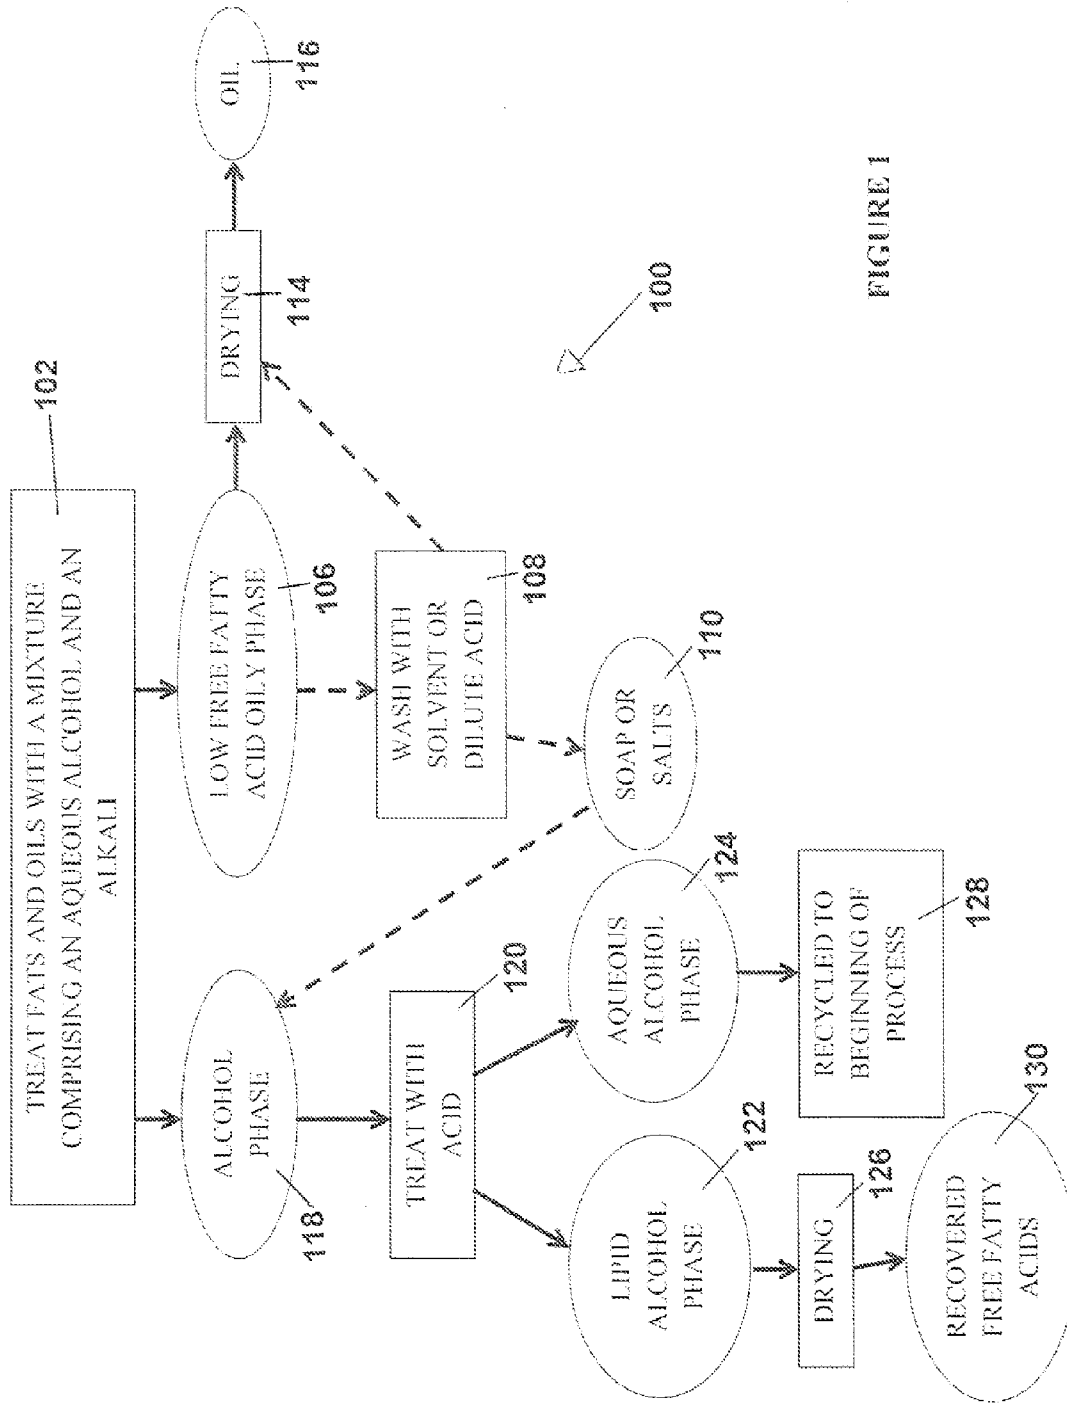 102
TREAT FATS AND OILS WITH A MIXTURE
COMPRISING AN AQUEOUS ALCOHOL AND AN
ALKALI
ALCOHOL
PHASE
118
LOW FREE FATTY
ACID OILY PHASE
106
DRYING
114
OIL
116
TREAT WITH
ACID
120
WASH WITH
SOLVENT OR
DILUTE ACID
108
LIPID
ALCOHOL
PHASE
122
AQUEOUS
ALCOHOL
PHASE
124
SOAP OR
SALTS
110
100
DRYING
126
RECYCLED TO
BEGINNING OF
PROCESS
128
RECOVERED
FREE FATTY
ACIDS
130
FIGURE 1